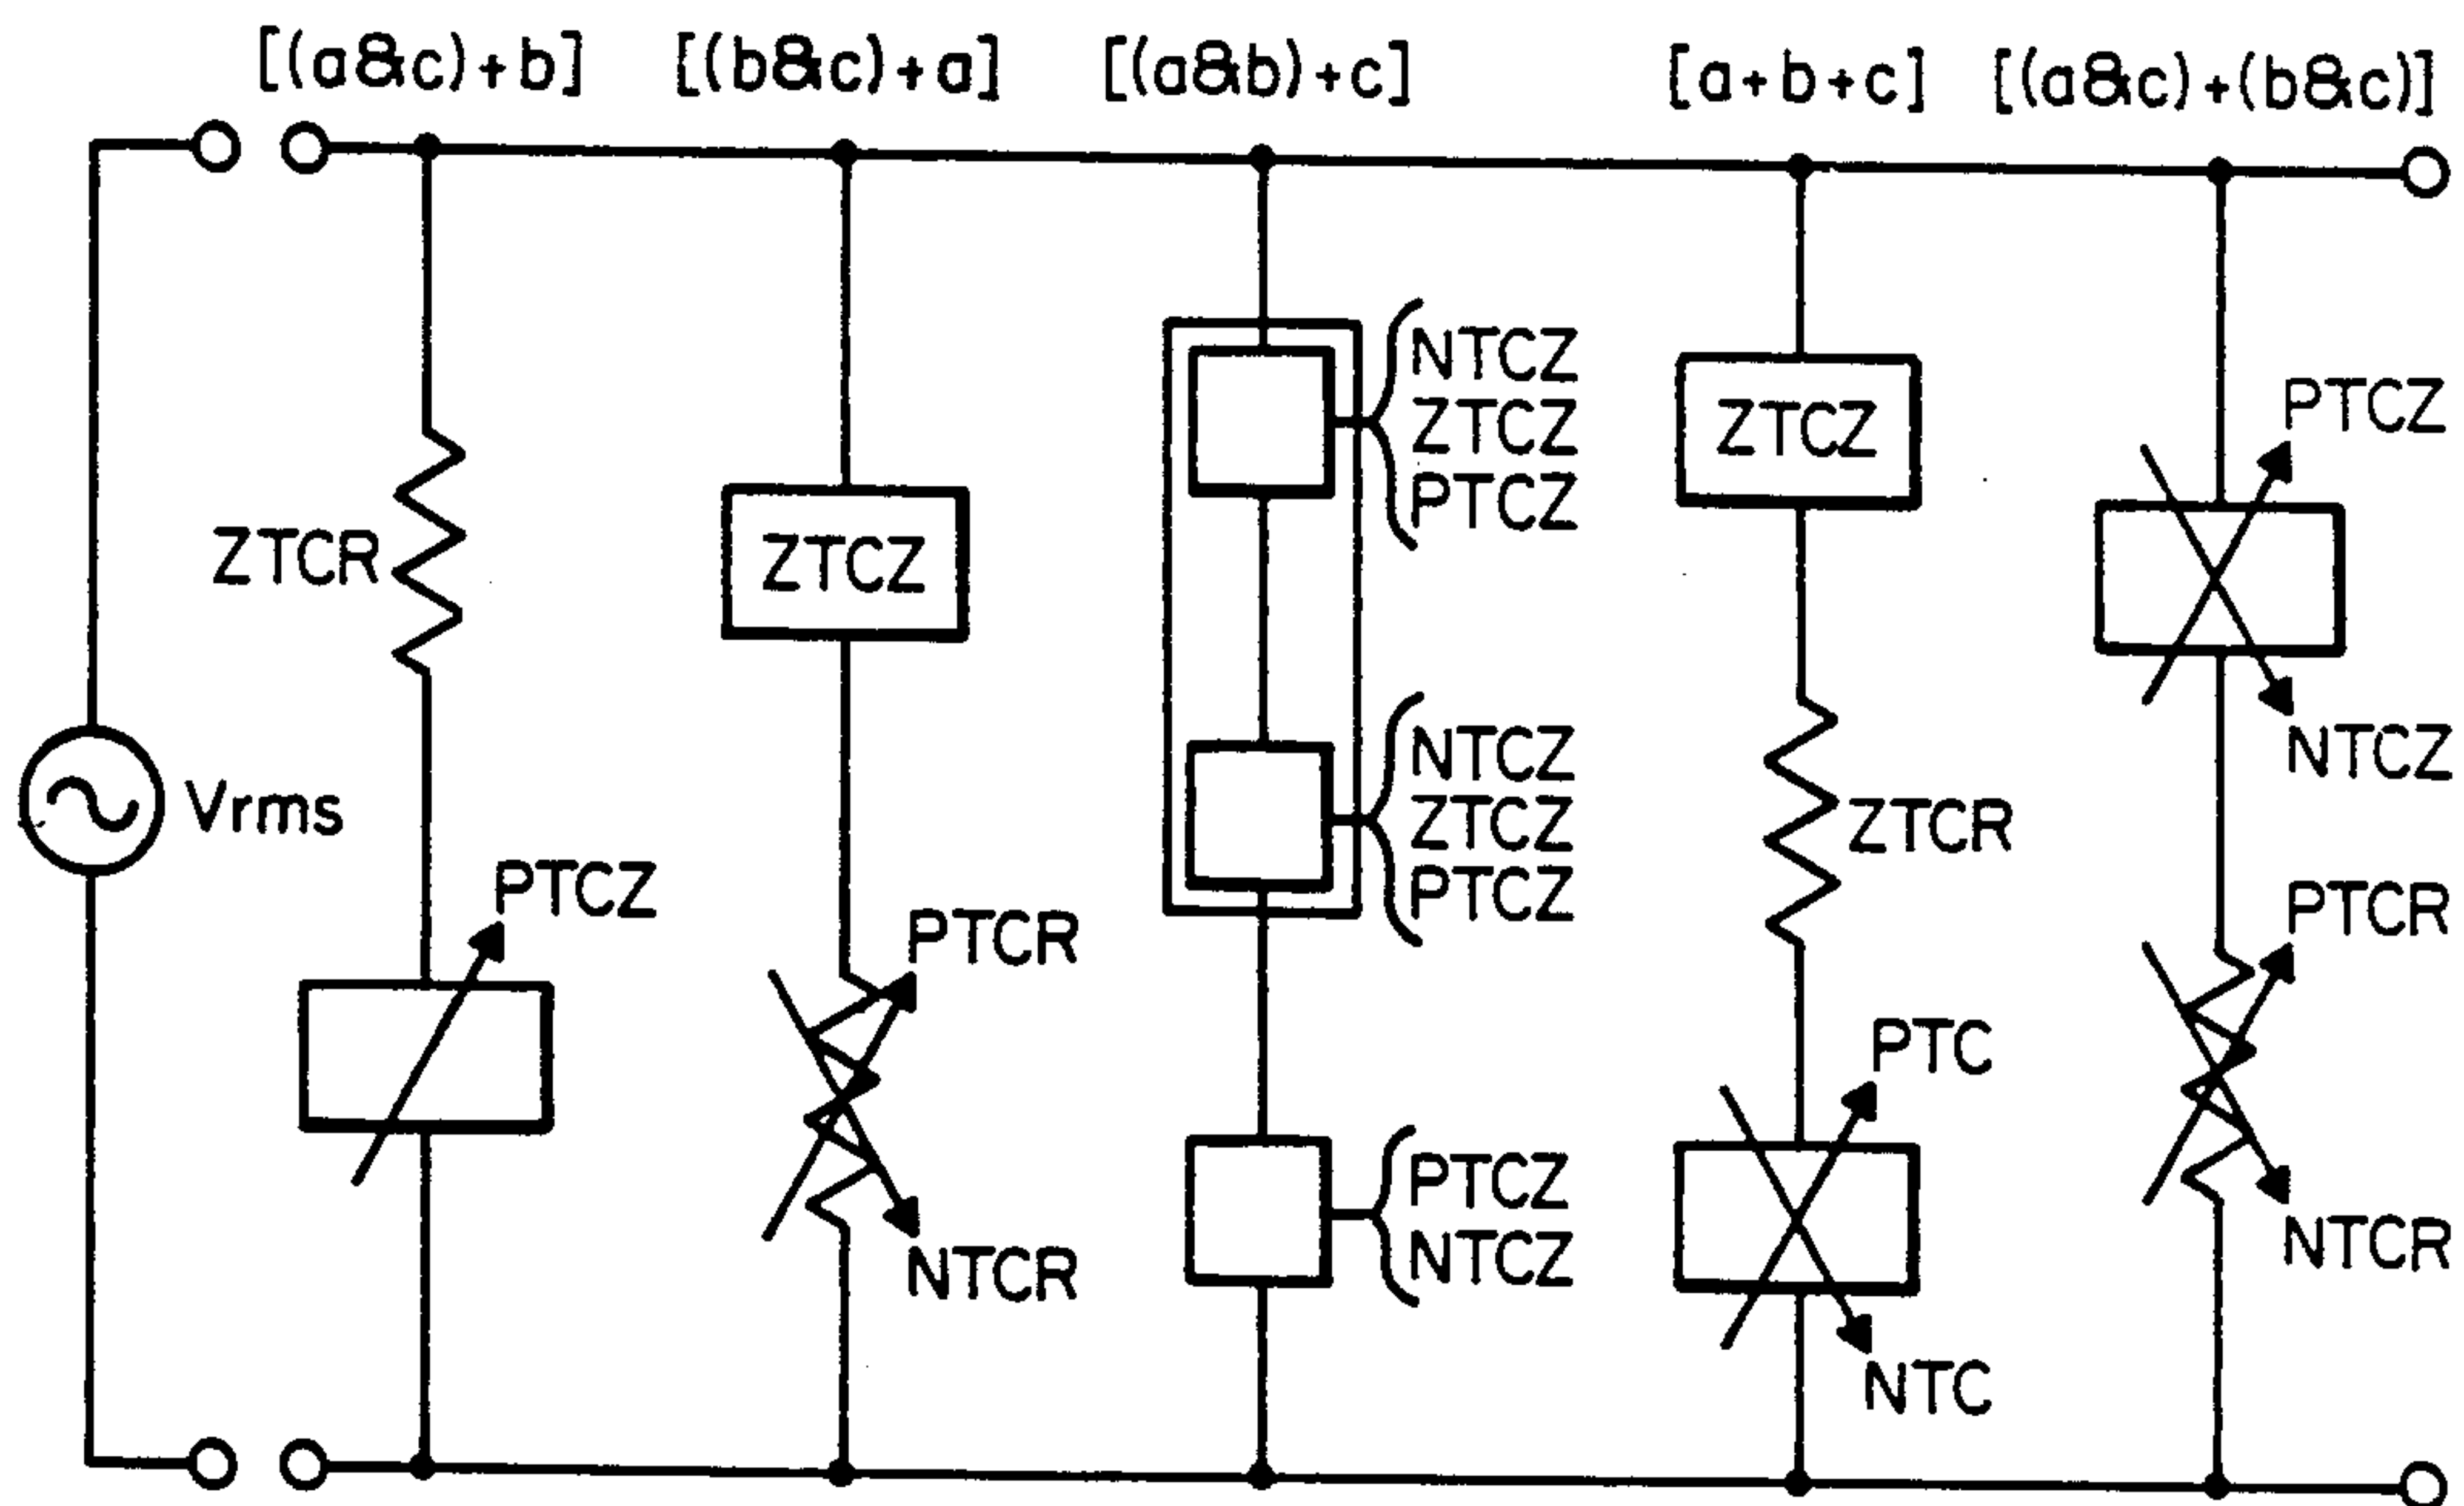 [(a&c)+b] [(b&c)+a] [(a&b)+c] [a+b+c] [(a&c)+(b&c)]
ZTCR
PTCZ
Vrms
ZTCZ
PTCR
NTCR
NTCZ
ZTCZ
PTCZ
NTCZ
ZTCZ
PTCZ
PTCZ
NTCZ
ZTCZ
ZTCR
PTC
NTC
PTCZ
NTCZ
PTCR
NTCR